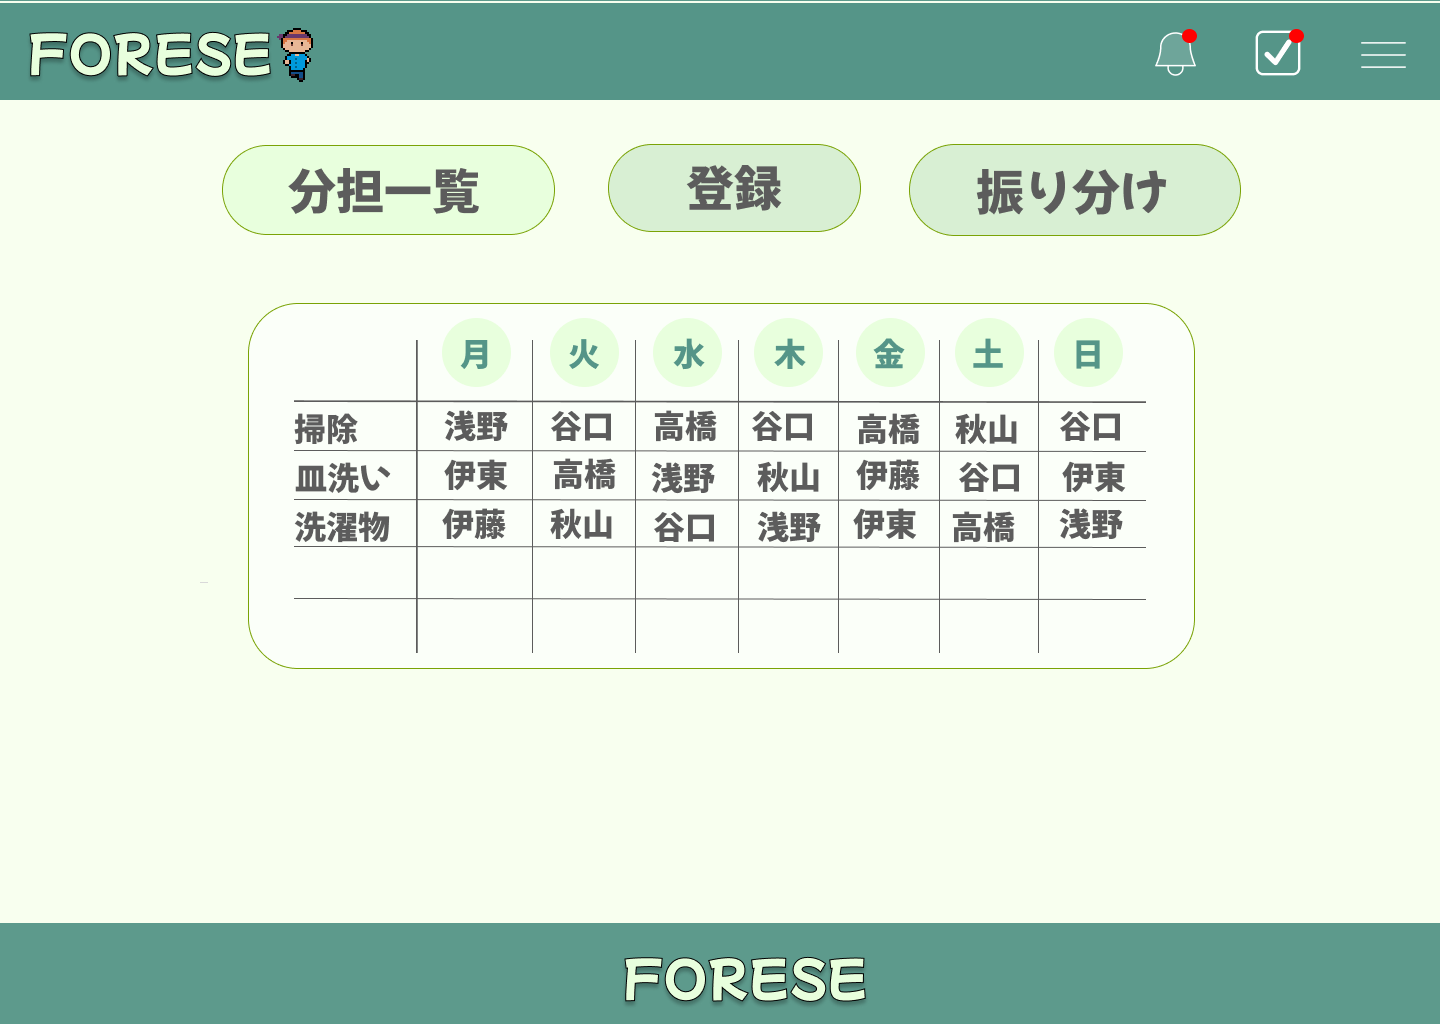 FORESE
分担一覧 登録 振り分け
月 火 水 木 金 土 日
掃除 浅野 谷口 高橋 谷口 高橋 秋山 谷口
皿洗い 伊東 高橋 浅野 秋山 伊藤 谷口 伊東
洗濯物 伊藤 秋山 谷口 浅野 伊東 高橋 浅野
FORESE